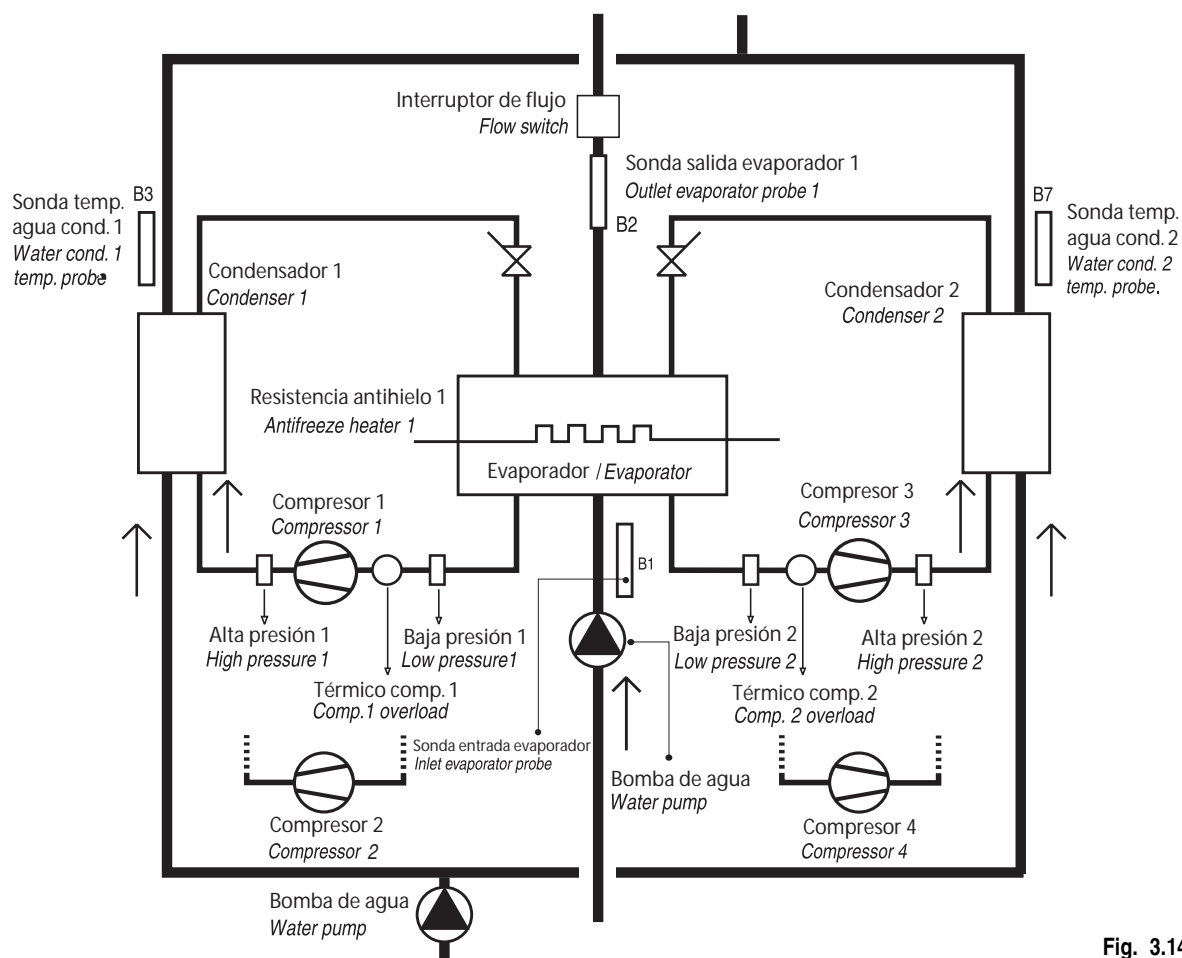 Interruptor de flujo
Flow switch
Sonda salida evaporador 1
Outlet evaporator probe 1
B2
B3
Sonda temp.
agua cond. 1
Water cond. 1
temp. probe.
B7
Sonda temp.
agua cond. 2
Water cond. 2
temp. probe.
Condensador 1
Condenser 1
Condensador 2
Condenser 2
Resistencia antihielo 1
Antifreeze heater 1
Evaporador / Evaporator
Compresor 1
Compressor 1
Compresor 3
Compressor 3
B1
Alta presión 1
High pressure 1
Baja presión 1
Low pressure1
Baja presión 2
Low pressure 2
Alta presión 2
High pressure 2
Térmico comp. 1
Comp.1 overload
Térmico comp. 2
Comp. 2 overload
Sonda entrada evaporador
Inlet evaporator probe
Bomba de agua
Water pump
Compresor 2
Compressor 2
Compresor 4
Compressor 4
Bomba de agua
Water pump
Fig. 3.14